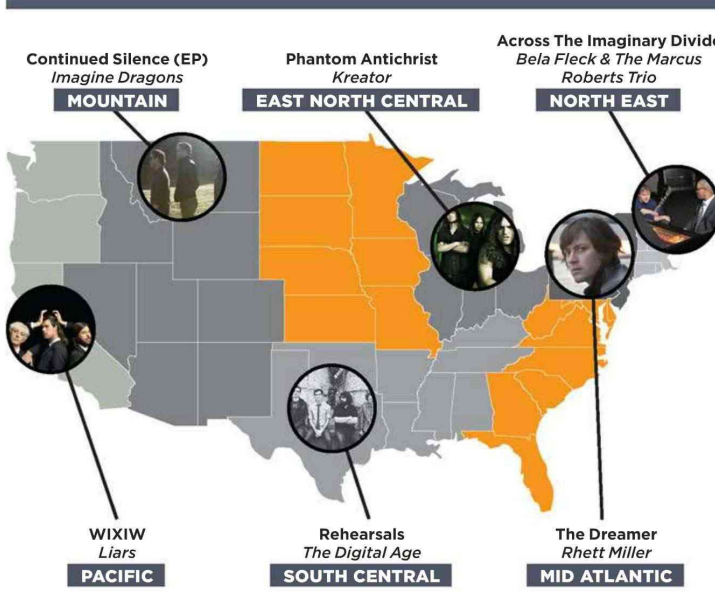 Continued Silence (EP)
Imagine Dragons
MOUNTAIN
Phantom Antichrist
Kreator
EAST NORTH CENTRAL
Across The Imaginary Divide
Bela Fleck & The Marcus
Roberts Trio
NORTH EAST
WIXIW
Liars
PACIFIC
Rehearsals
The Digital Age
SOUTH CENTRAL
The Dreamer
Rhett Miller
MID ATLANTIC